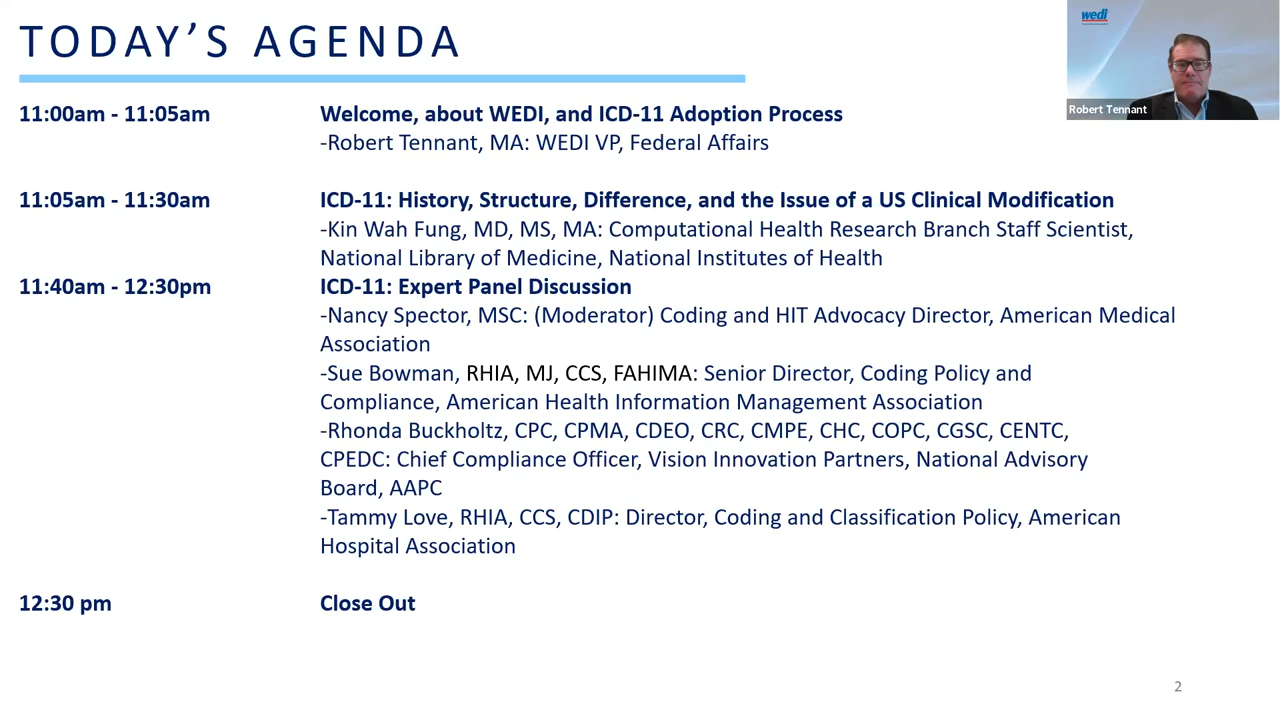 TODAY’S AGENDA
wedi
Robert Tennant
11:00am - 11:05am
Welcome, about WEDI, and ICD-11 Adoption Process
-Robert Tennant, MA: WEDI VP, Federal Affairs
11:05am - 11:30am
ICD-11: History, Structure, Difference, and the Issue of a US Clinical Modification
-Kin Wah Fung, MD, MS, MA: Computational Health Research Branch Staff Scientist,
National Library of Medicine, National Institutes of Health
11:40am - 12:30pm
ICD-11: Expert Panel Discussion
-Nancy Spector, MSC: (Moderator) Coding and HIT Advocacy Director, American Medical
Association
-Sue Bowman, RHIA, MJ, CCS, FAHIMA: Senior Director, Coding Policy and
Compliance, American Health Information Management Association
-Rhonda Buckholtz, CPC, CPMA, CDEO, CRC, CMPE, CHC, COPC, CGSC, CENTC,
CPEDC: Chief Compliance Officer, Vision Innovation Partners, National Advisory
Board, AAPC
-Tammy Love, RHIA, CCS, CDIP: Director, Coding and Classification Policy, American
Hospital Association
12:30 pm
Close Out
2